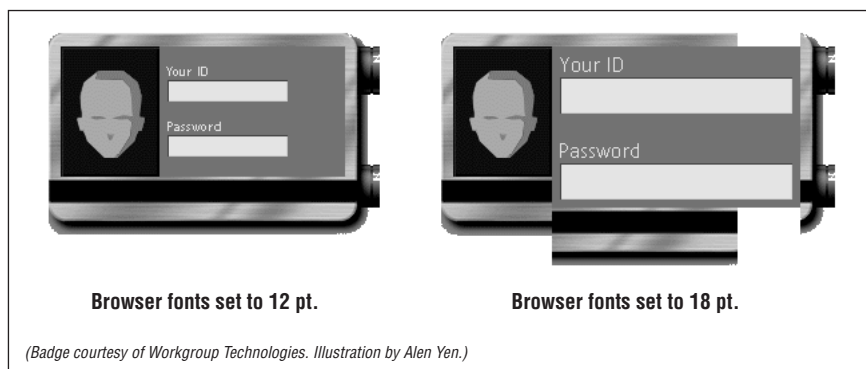 Your ID
Password
Your ID
Password
Browser fonts set to 12 pt.
Browser fonts set to 18 pt.
(Badge courtesy of Workgroup Technologies. Illustration by Alen Yen.)